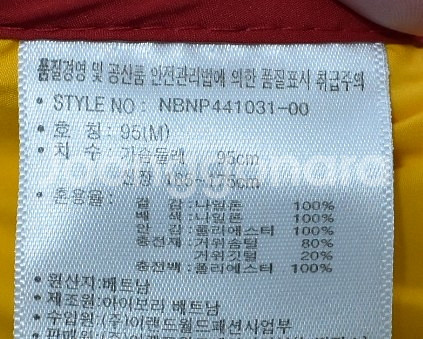 품질경영 및 공산품 안전관리법에 의한 품질표시 취급주의
• STYLE NO : NBNP441031-00
• 호 칭 : 95(M)
• 치 수 : 가슴둘레 95cm
신장 165~175cm
• 혼용율 : 겉 감 : 나일론 100%
배 색 : 나일론 100%
안 감 : 폴리에스터 100%
충전재 : 거위솜털 80%
거위깃털 20%
충전백 : 폴리에스터 100%
• 원산지 : 베트남
• 제조원 : 아이보리 베트남
• 수입원 : (주)이랜드월드패션사업부